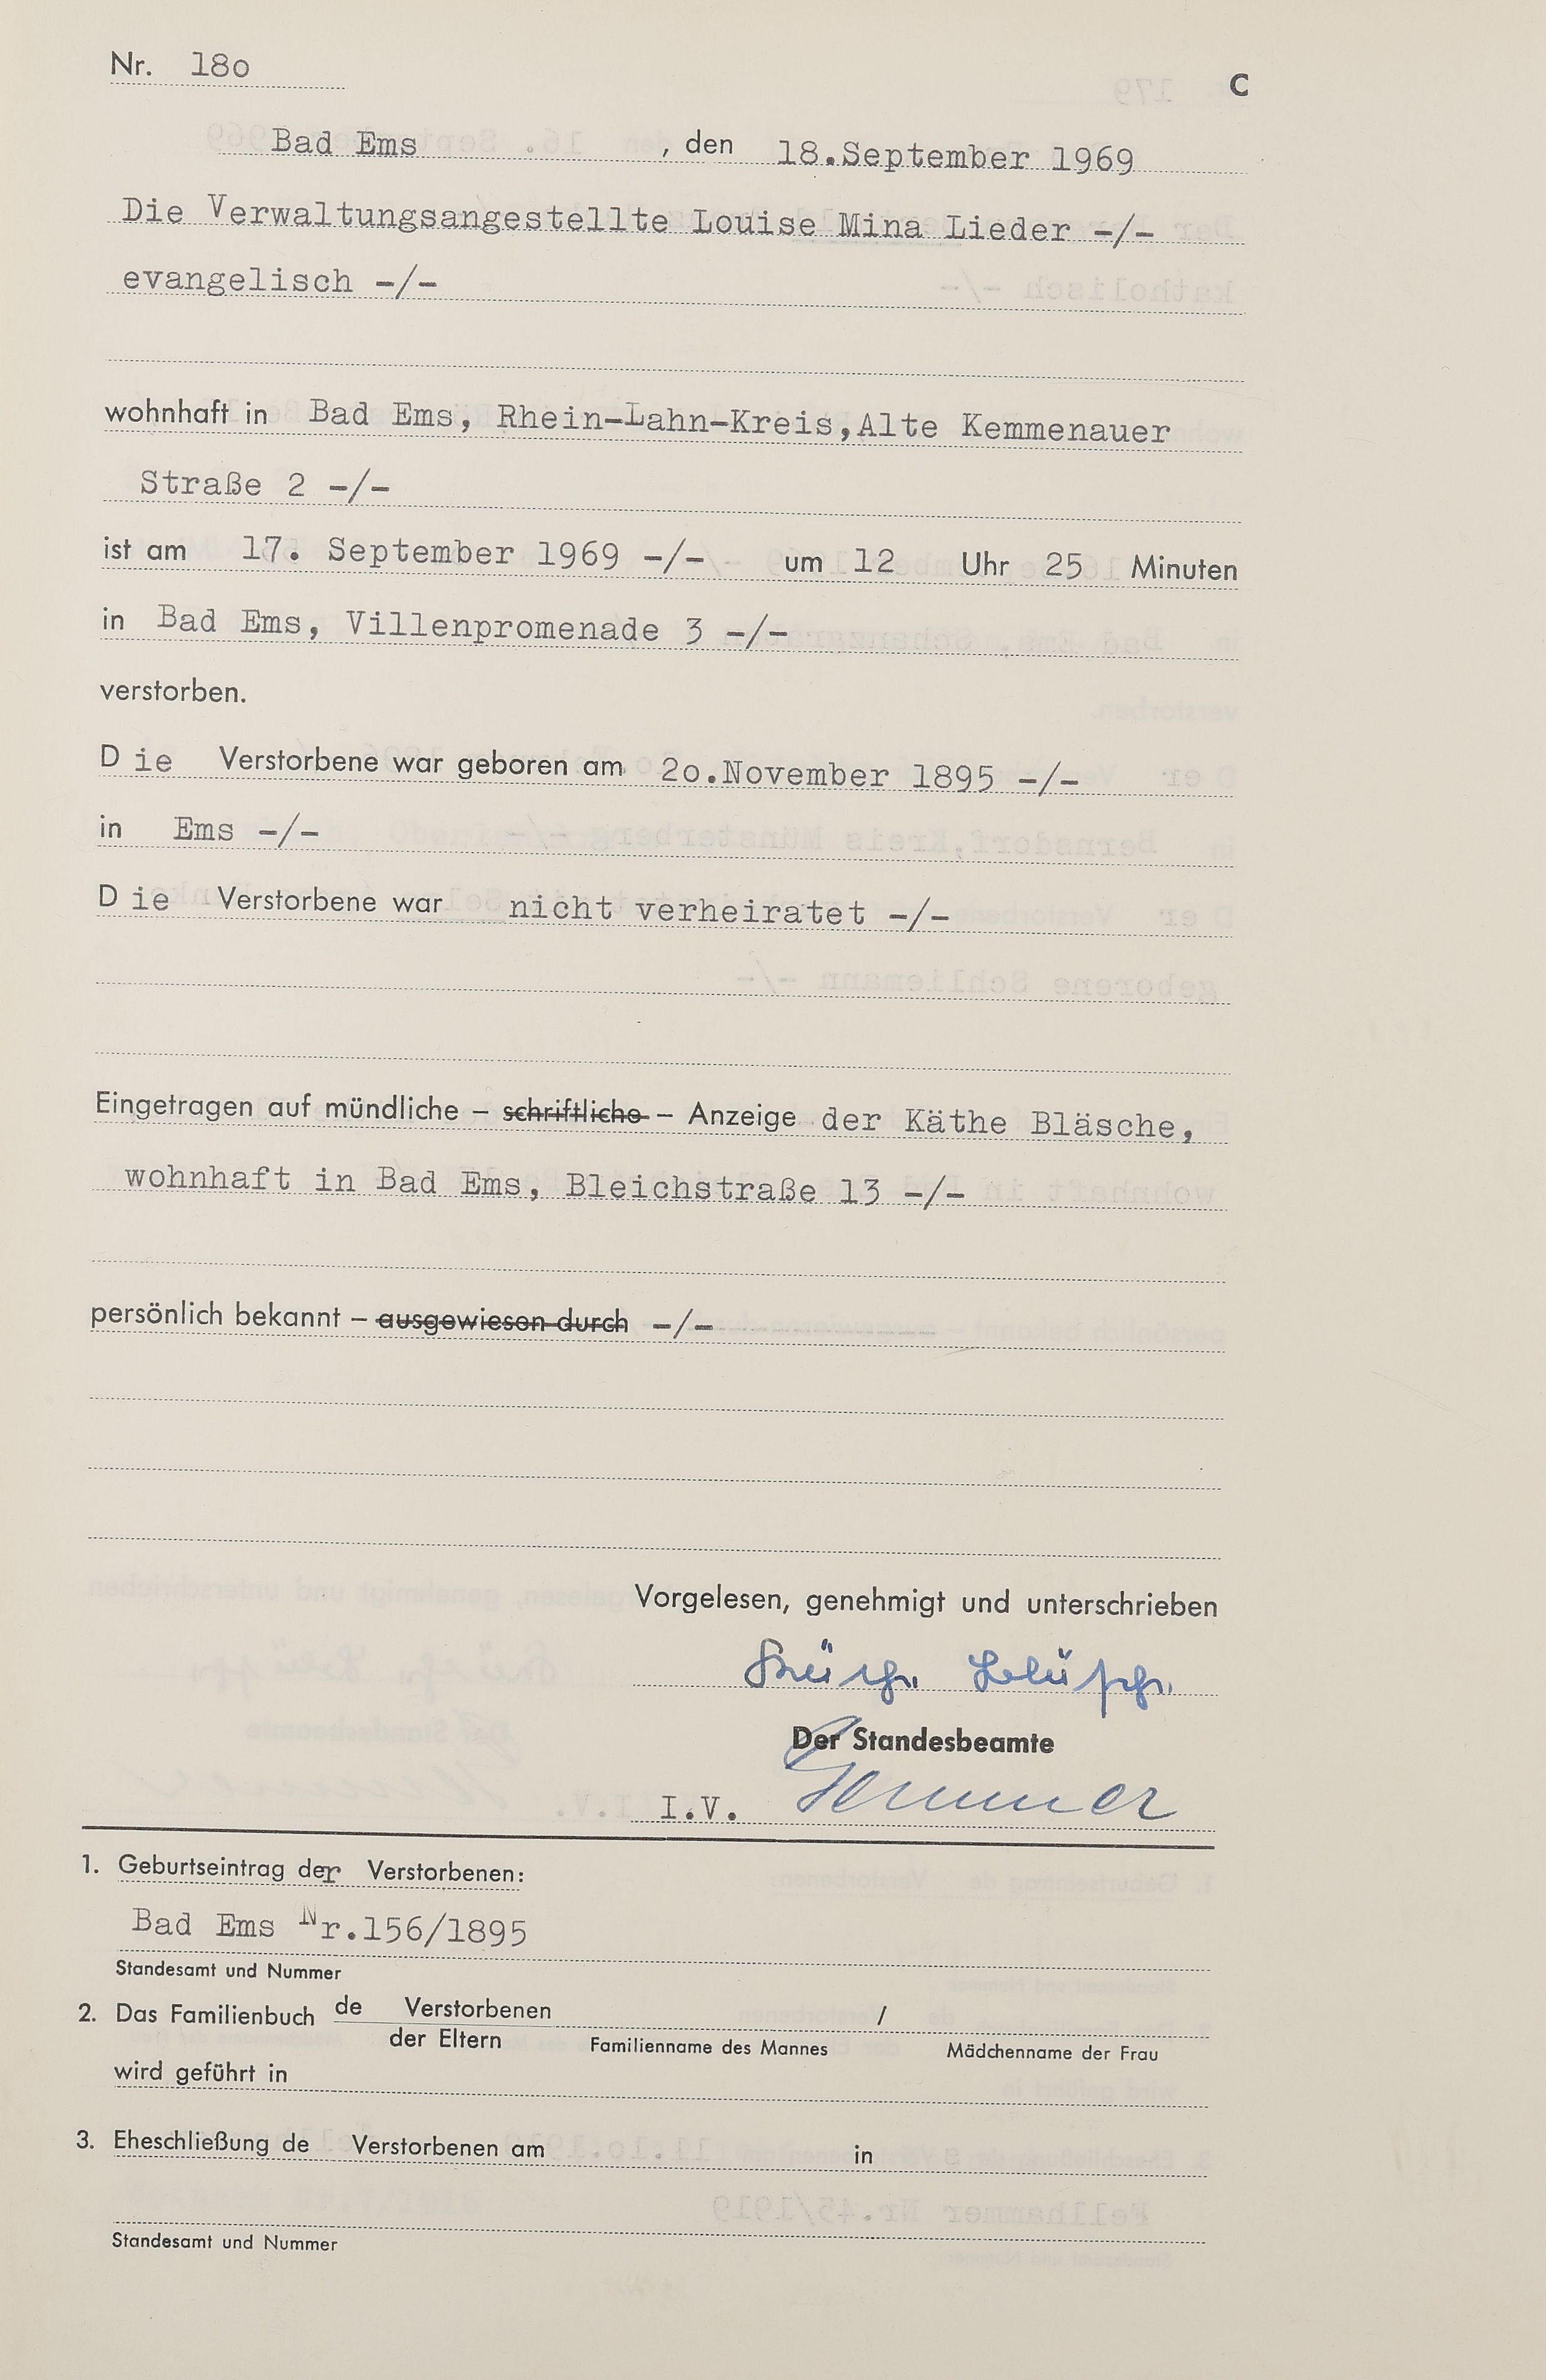 Nr. 18o
C
Bad Ems , den 18.September 1969
Die Verwaltungsangestellte Louise Mina Lieder -/-
evangelisch -/-
wohnhaft in Bad Ems, Rhein-Lahn-Kreis,Alte Kemmenauer
Straße 2 -/-
ist am 17. September 1969 -/- um 12 Uhr 25 Minuten
in Bad Ems, Villenpromenade 3 -/-
verstorben.
Die Verstorbene war geboren am 2o.November 1895 -/-
in Ems -/-
Die Verstorbene war nicht verheiratet -/-
Eingetragen auf mündliche – schriftliche – Anzeige der Käthe Bläsche,
wohnhaft in Bad Ems, Bleichstraße 13 -/-
persönlich bekannt – ausgewiesen durch -/-
Vorgelesen, genehmigt und unterschrieben
Der Standesbeamte
I.V.
1. Geburtseintrag der Verstorbenen:
Bad Ems Nr.156/1895
Standesamt und Nummer
2. Das Familienbuch de Verstorbenen /
der Eltern Familienname des Mannes Mädchenname der Frau
wird geführt in
3. Eheschließung de Verstorbenen am in
Standesamt und Nummer